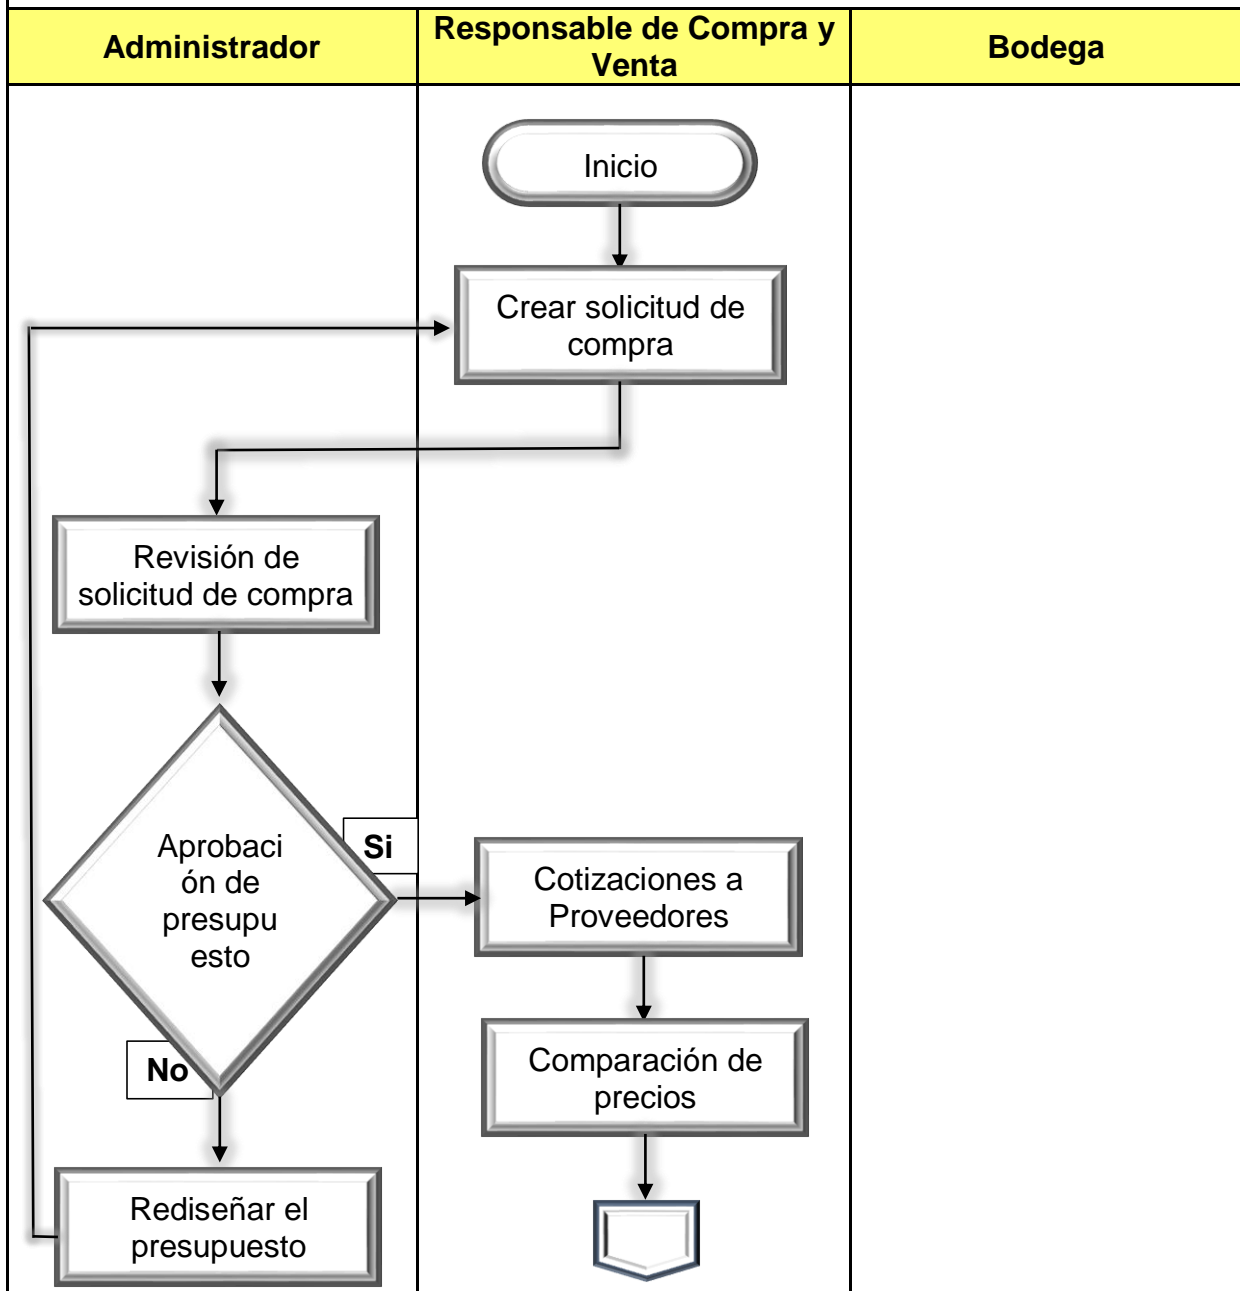 Administrador
Responsable de Compra y
Venta
Bodega
Inicio
Crear solicitud de
compra
Revisión de
solicitud de compra
Aprobaci
ón de
presupu
esto
Si
Cotizaciones a
Proveedores
Comparación de
precios
No
Rediseñar el
presupuesto